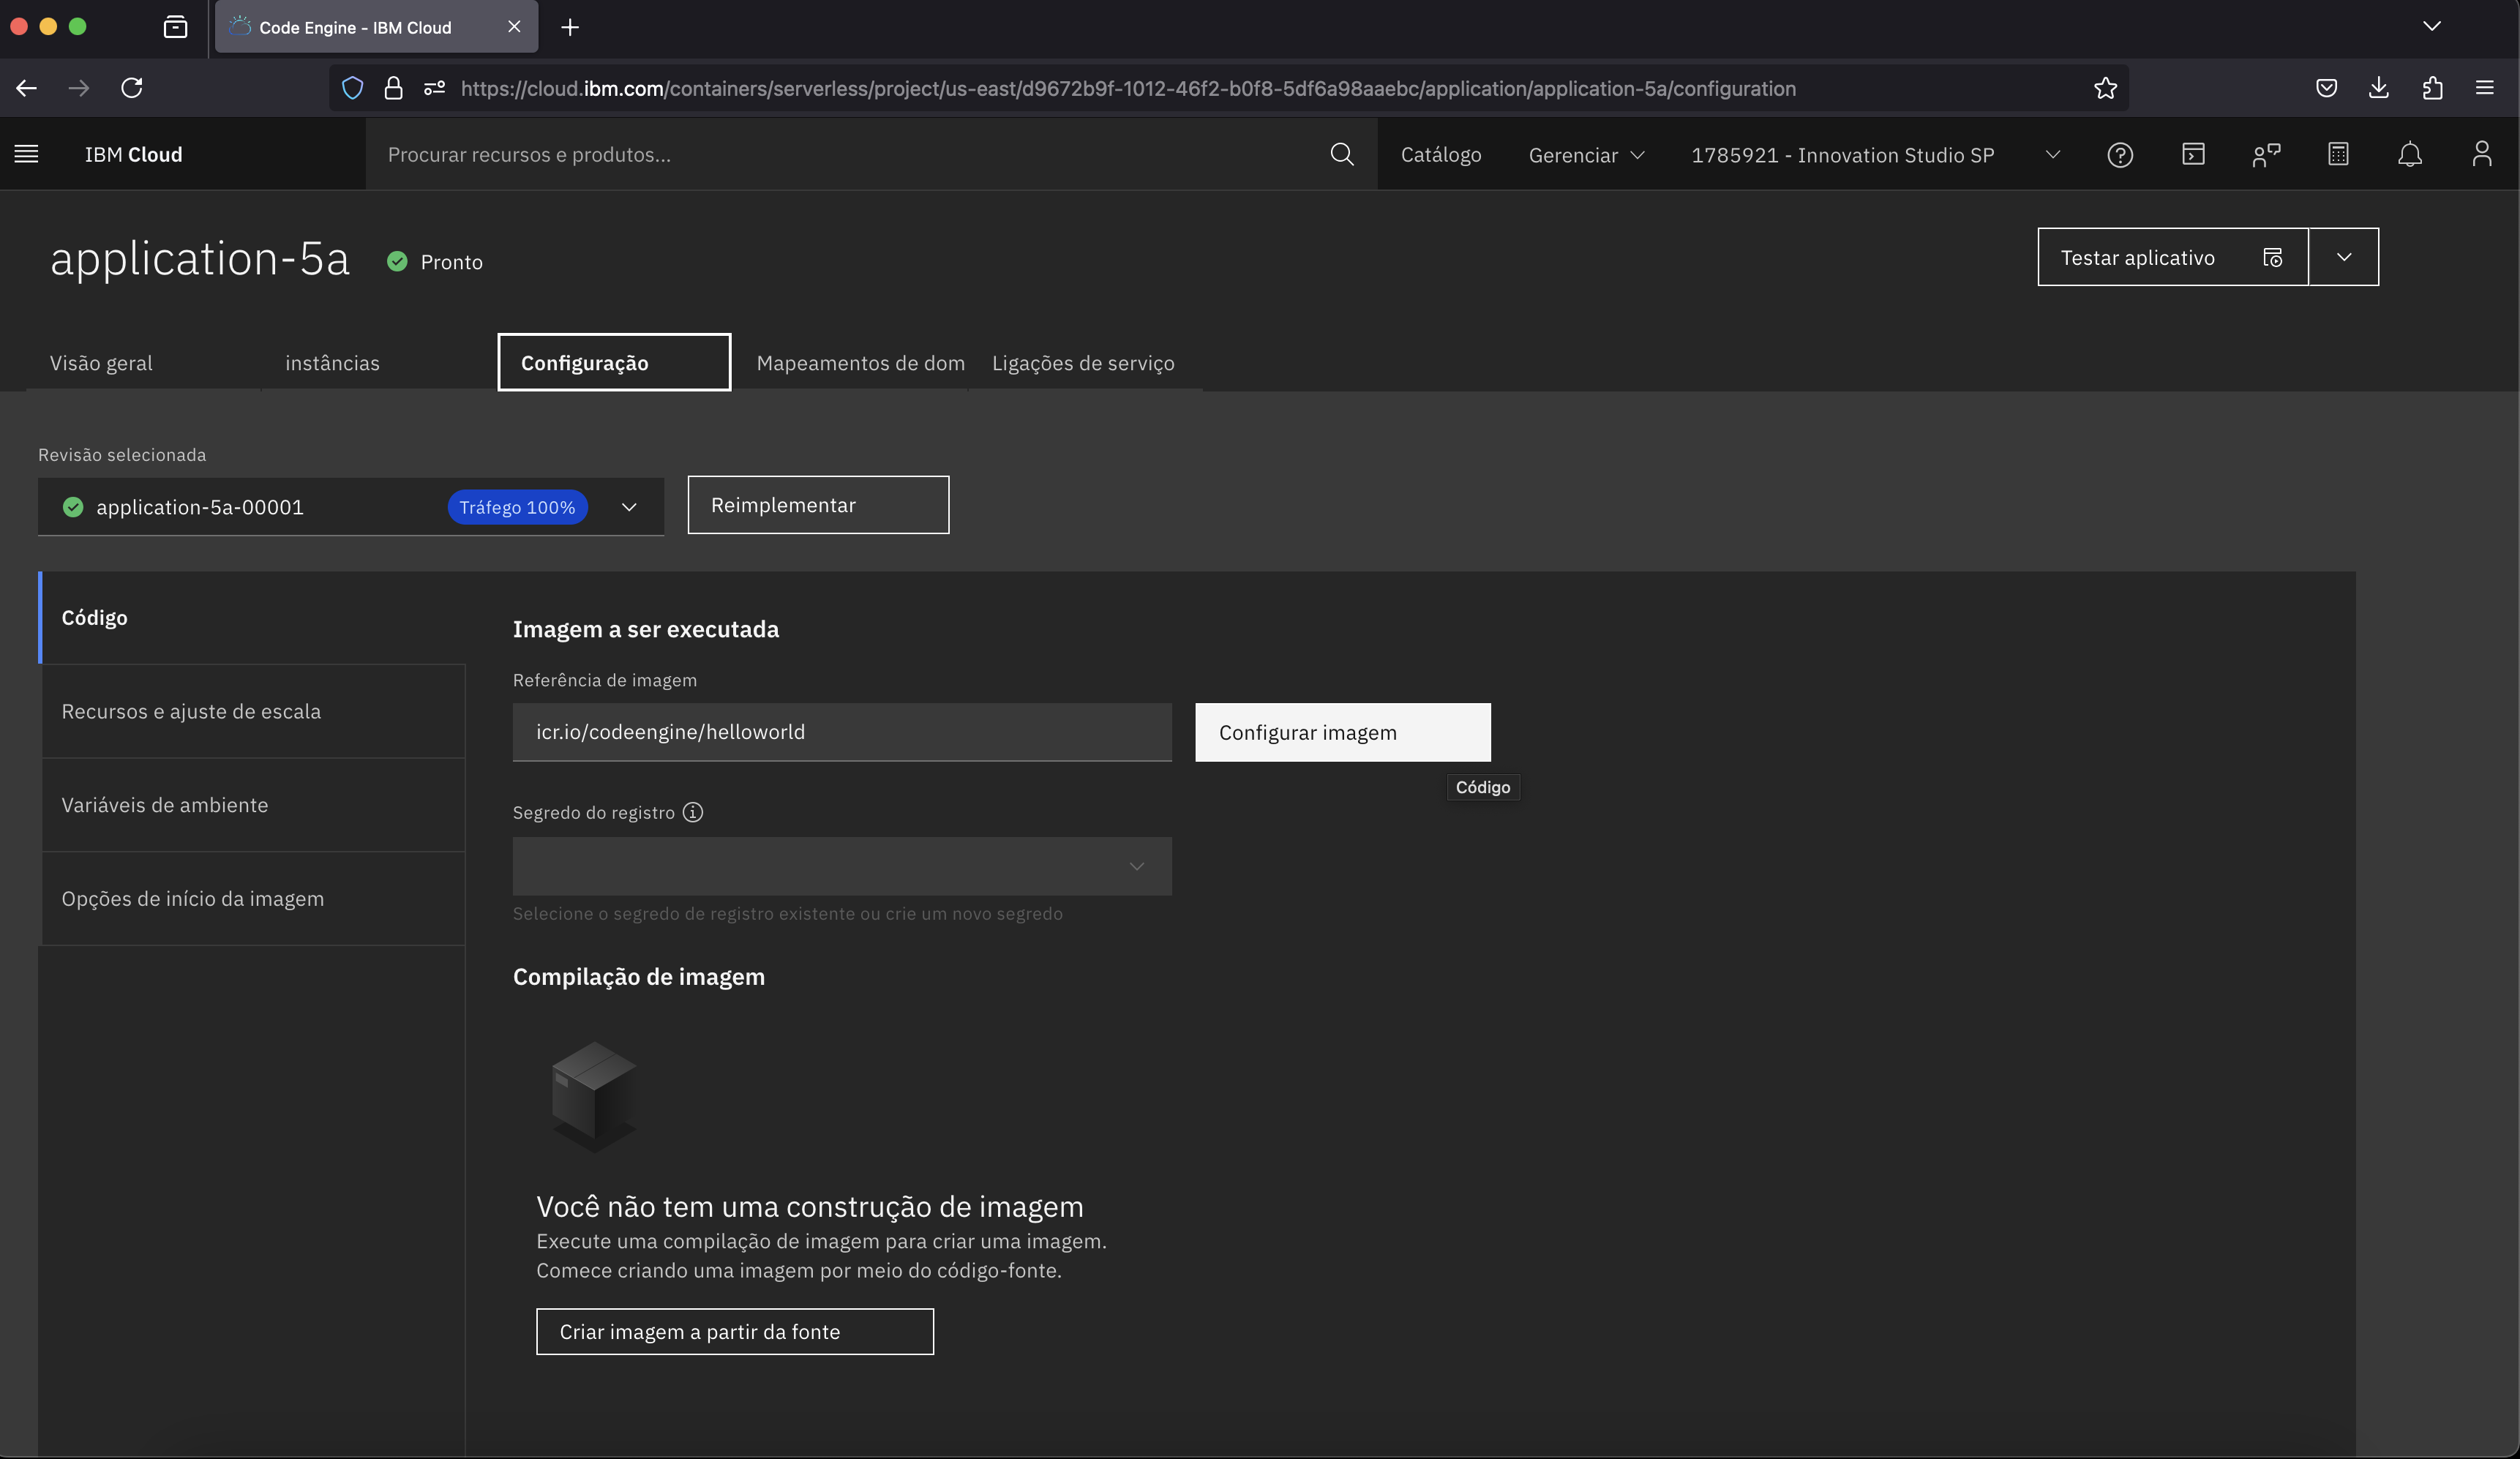 Code Engine - IBM Cloud
https://cloud.ibm.com/containers/serverless/project/us-east/d9672b9f-1012-46f2-b0f8-5df6a98aaebc/application/application-5a/configuration
IBM Cloud
Procurar recursos e produtos...
Catálogo
Gerenciar
1785921 - Innovation Studio SP
application-5a
Pronto
Testar aplicativo
Visão geral
instâncias
Configuração
Mapeamentos de dom
Ligações de serviço
Revisão selecionada
application-5a-00001
Tráfego 100%
Reimplementar
Código
Recursos e ajuste de escala
Variáveis de ambiente
Opções de início da imagem
Imagem a ser executada
Referência de imagem
icr.io/codeengine/helloworld
Configurar imagem
Código
Segredo do registro
Selecione o segredo de registro existente ou crie um novo segredo
Compilação de imagem
Você não tem uma construção de imagem
Execute uma compilação de imagem para criar uma imagem.
Comece criando uma imagem por meio do código-fonte.
Criar imagem a partir da fonte